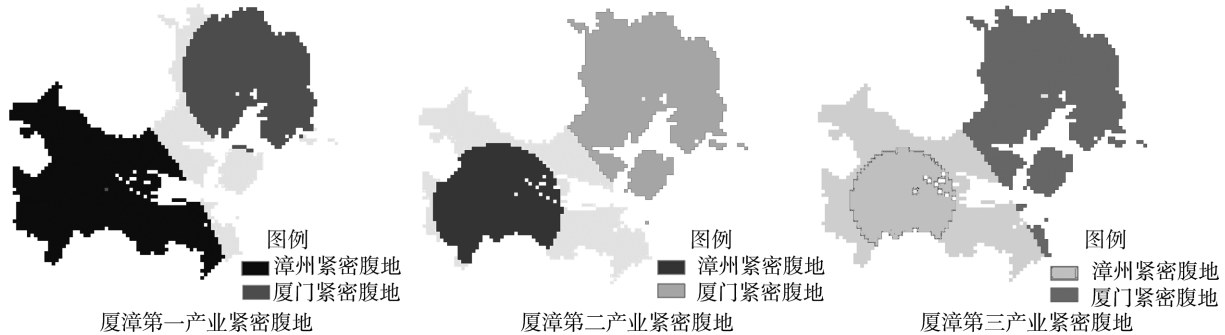 图例
漳州紧密腹地
厦门紧密腹地
厦漳第一产业紧密腹地
图例
漳州紧密腹地
厦门紧密腹地
厦漳第二产业紧密腹地
图例
漳州紧密腹地
厦门紧密腹地
厦漳第三产业紧密腹地